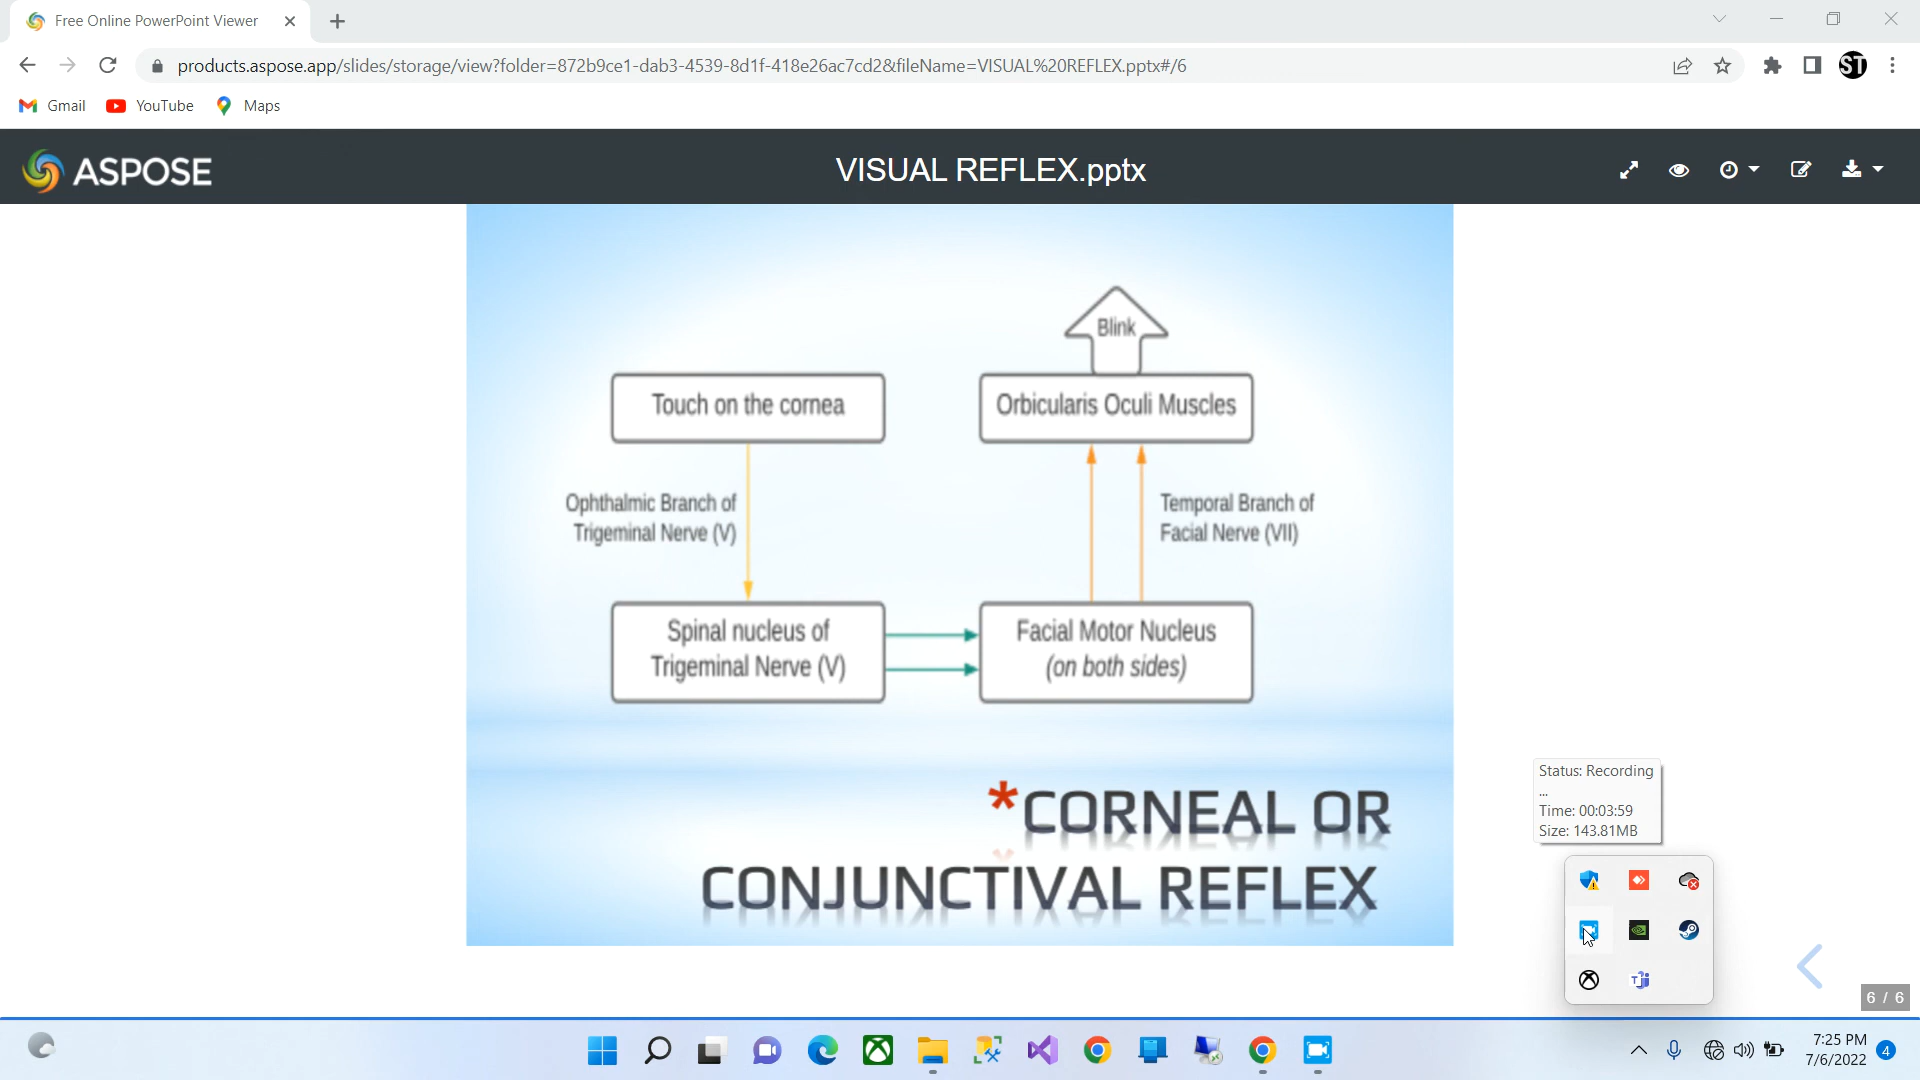 Free Online PowerPoint Viewer
products.aspose.app/slides/storage/view?folder=872b9ce1-dab3-4539-8d1f-418e26ac7cd2&fileName=VISUAL%20REFLEX.pptx#/6
ST
Gmail
YouTube
Maps
ASPOSE
VISUAL REFLEX.pptx
Blink
Touch on the cornea
Orbicularis Oculi Muscles
Ophthalmic Branch of
Trigeminal Nerve (V)
Temporal Branch of
Facial Nerve (VII)
Spinal nucleus of
Trigeminal Nerve (V)
Facial Motor Nucleus
(on both sides)
*CORNEAL OR
CONJUNCTIVAL REFLEX
Status: Recording
...
Time: 00:03:59
Size: 143.81MB
6 / 6
7:25 PM
7/6/2022
4